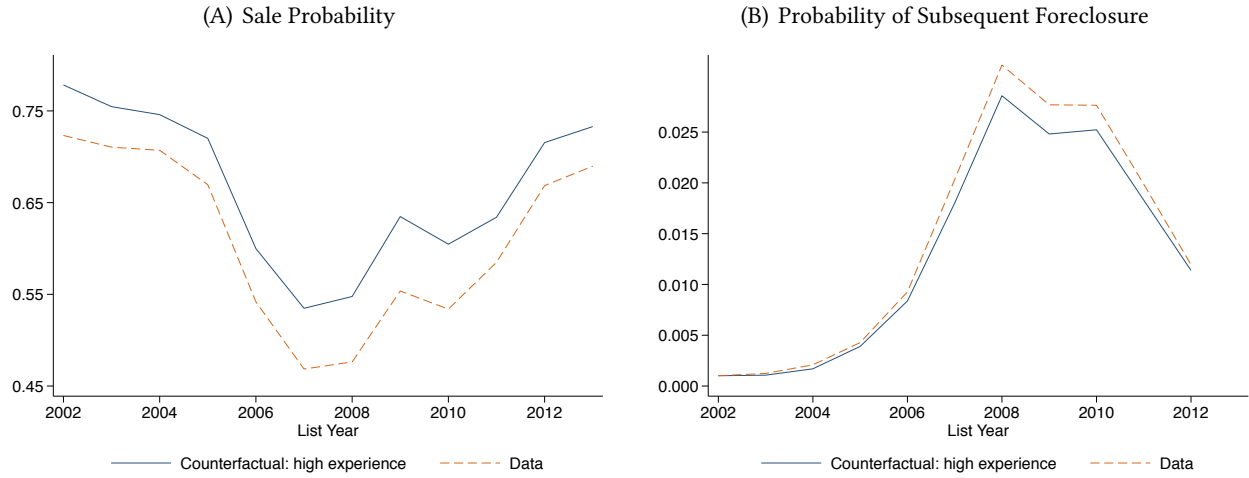 (A) Sale Probability
0.75
0.65
0.55
0.45
2002 2004 2006 2008 2010 2012
List Year
Counterfactual: high experience Data
(B) Probability of Subsequent Foreclosure
0.025
0.020
0.015
0.010
0.005
0.000
2002 2004 2006 2008 2010 2012
List Year
Counterfactual: high experience Data